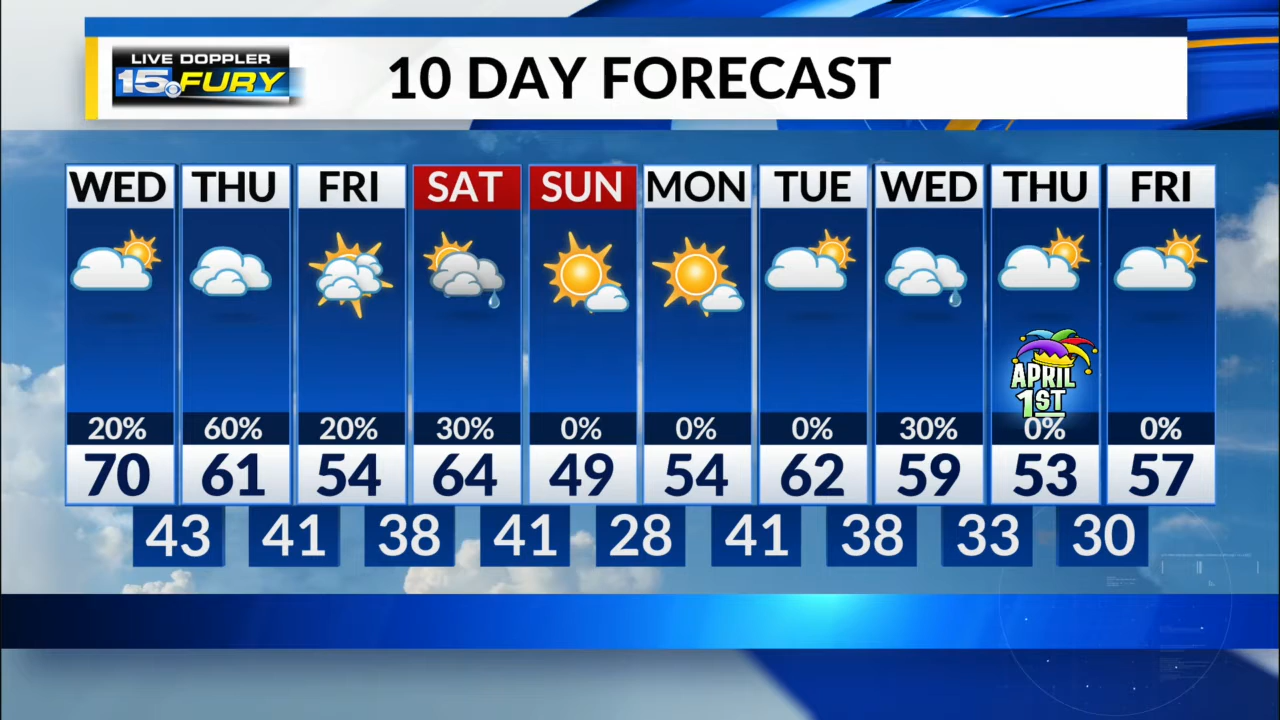 LIVE DOPPLER
15 FURY
10 DAY FORECAST
WED THU FRI SAT SUN MON TUE WED THU FRI
APRIL
1ST
20% 60% 20% 30% 0% 0% 0% 30% 0% 0%
70 61 54 64 49 54 62 59 53 57
43 41 38 41 28 41 38 33 30